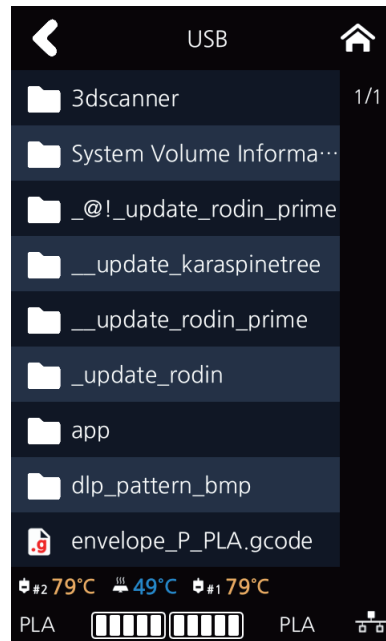 USB
3dscanner
1/1
System Volume Informa…
_@!_update_rodin_prime
__update_karaspinetree
__update_rodin_prime
_update_rodin
app
dlp_pattern_bmp
.g envelope_P_PLA.gcode
#2 79°C 49°C #1 79°C
PLA PLA